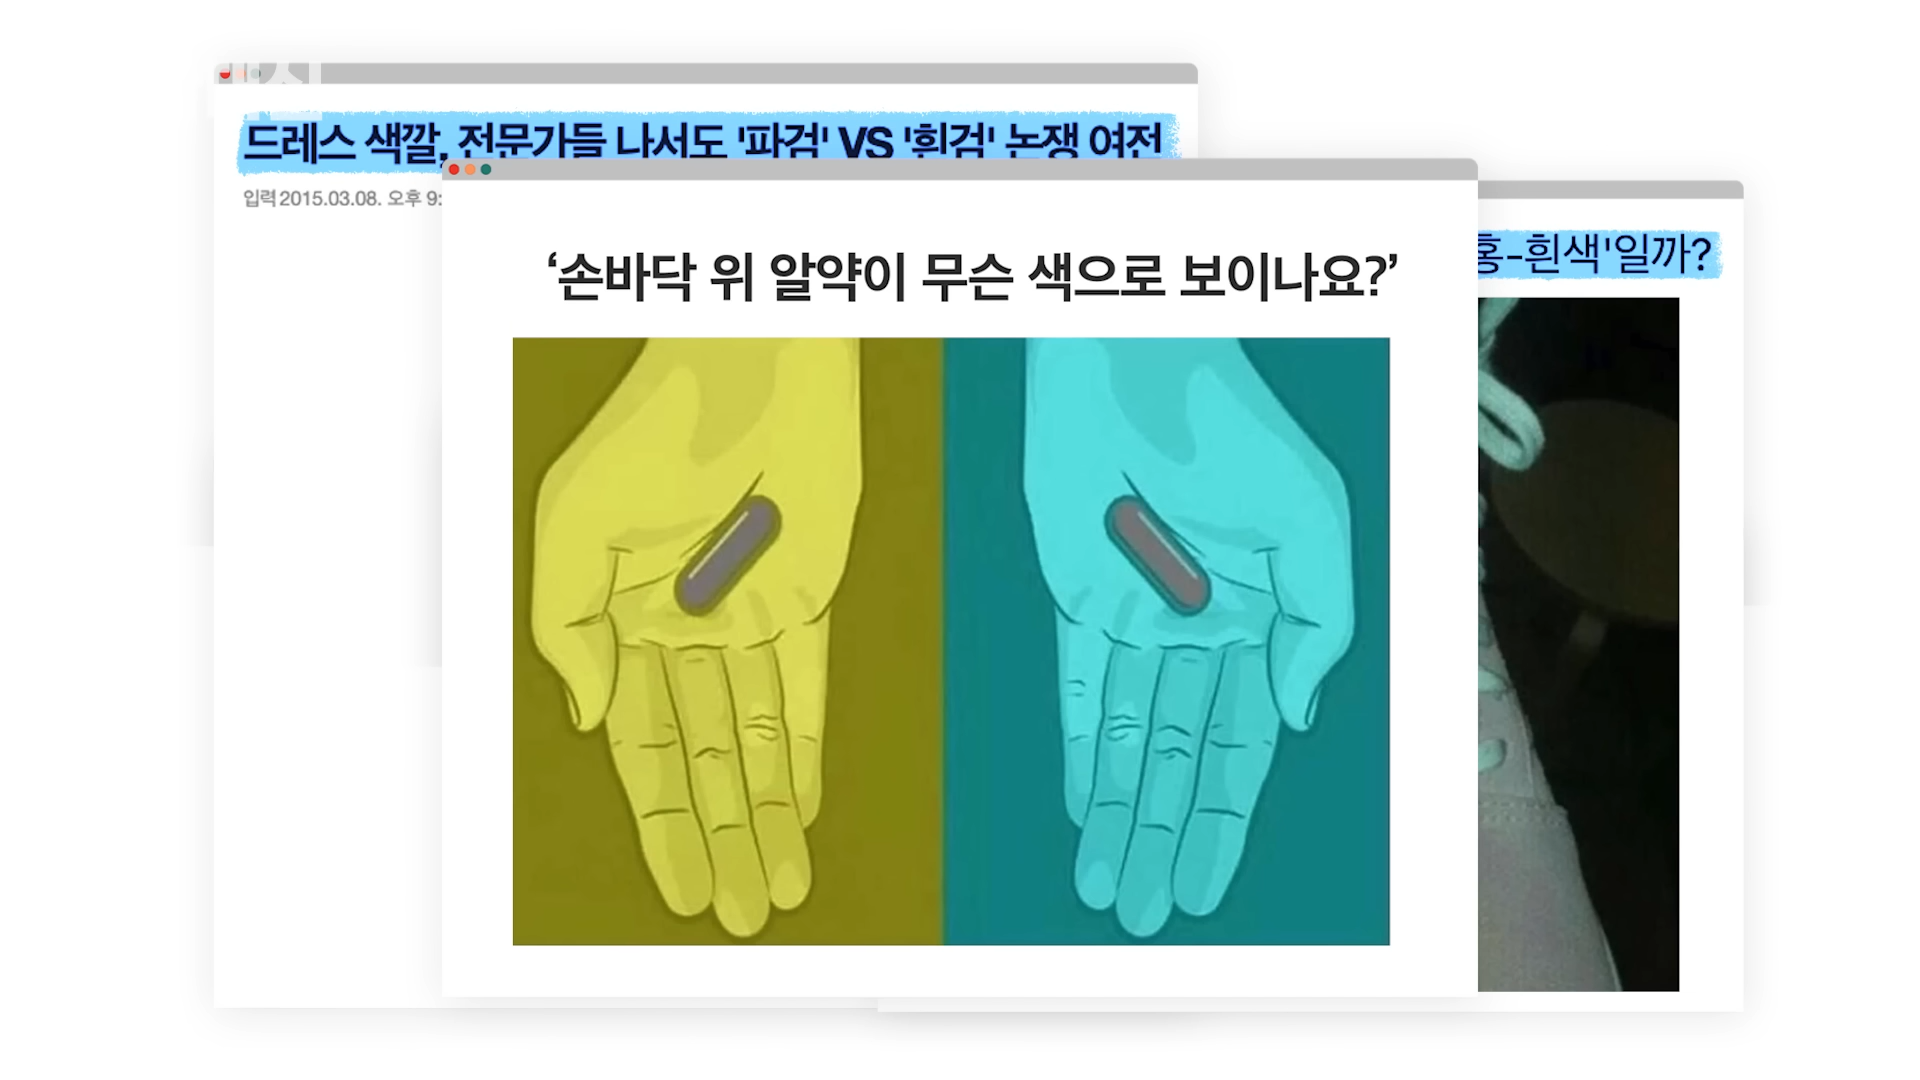 드레스 색깔, 전문가들 나서도 '파검' VS '흰검' 논쟁 여전
입력 2015.03.08. 오후 9:
‘손바닥 위 알약이 무슨 색으로 보이나요?’
홍-흰색'일까?